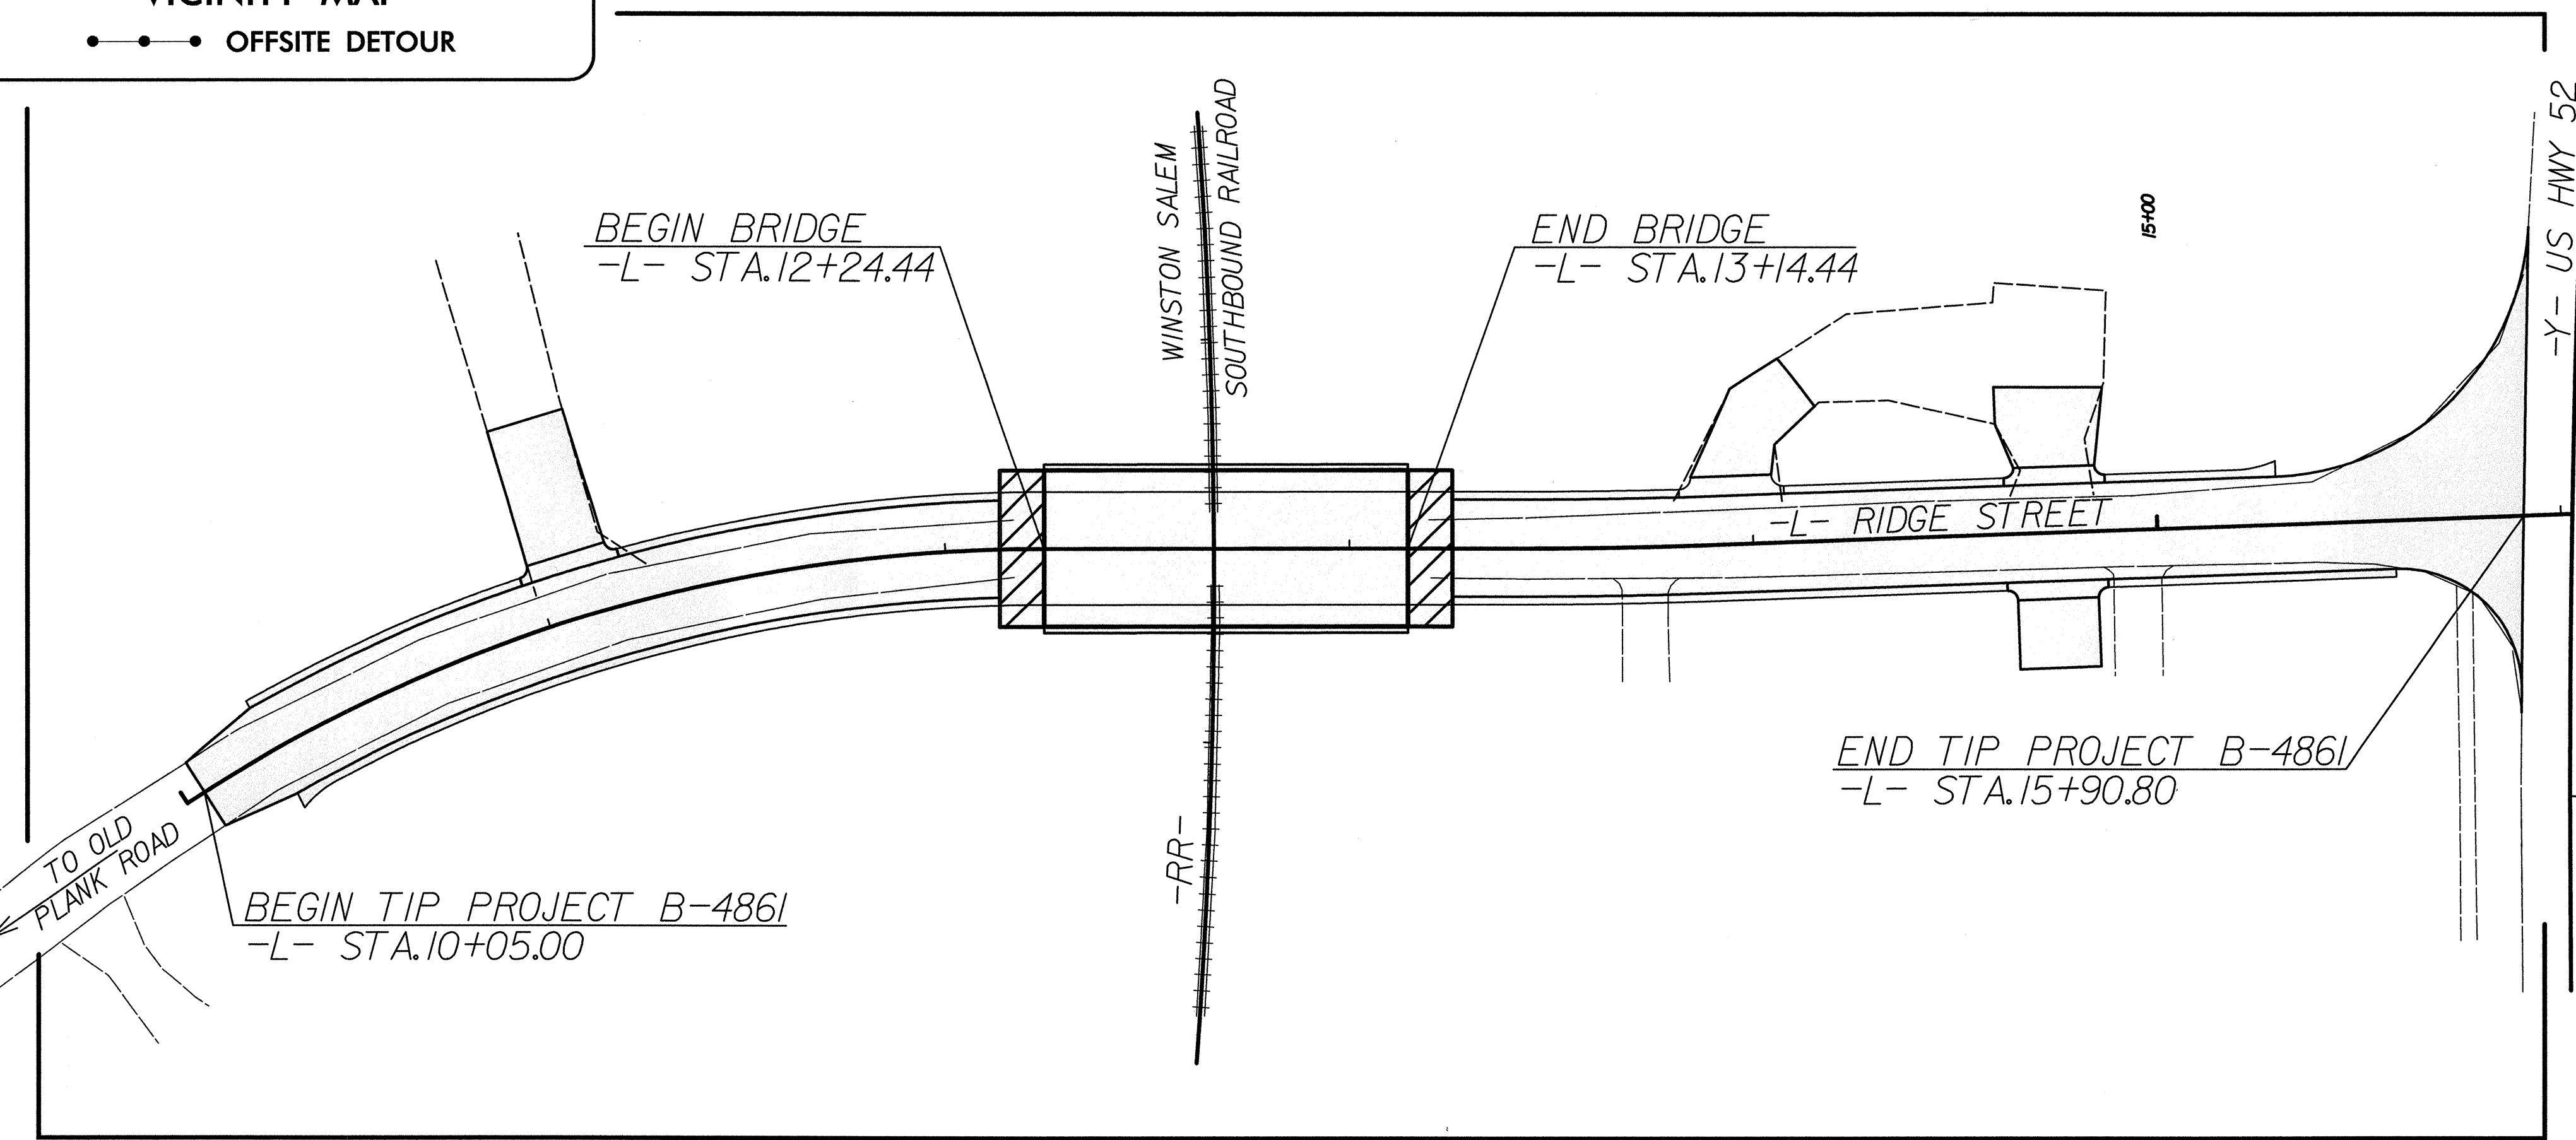 VICINITY MAP
OFFSITE DETOUR
BEGIN BRIDGE
-L- STA.12+24.44
WINSTON SALEM
SOUTHBOUND RAILROAD
END BRIDGE
-L- STA.13+14.44
15+00
-Y- US HWY 52
-L- RIDGE STREET
TO OLD
PLANK ROAD
BEGIN TIP PROJECT B-4861
-L- STA.10+05.00
-RR-
END TIP PROJECT B-4861
-L- STA.15+90.80